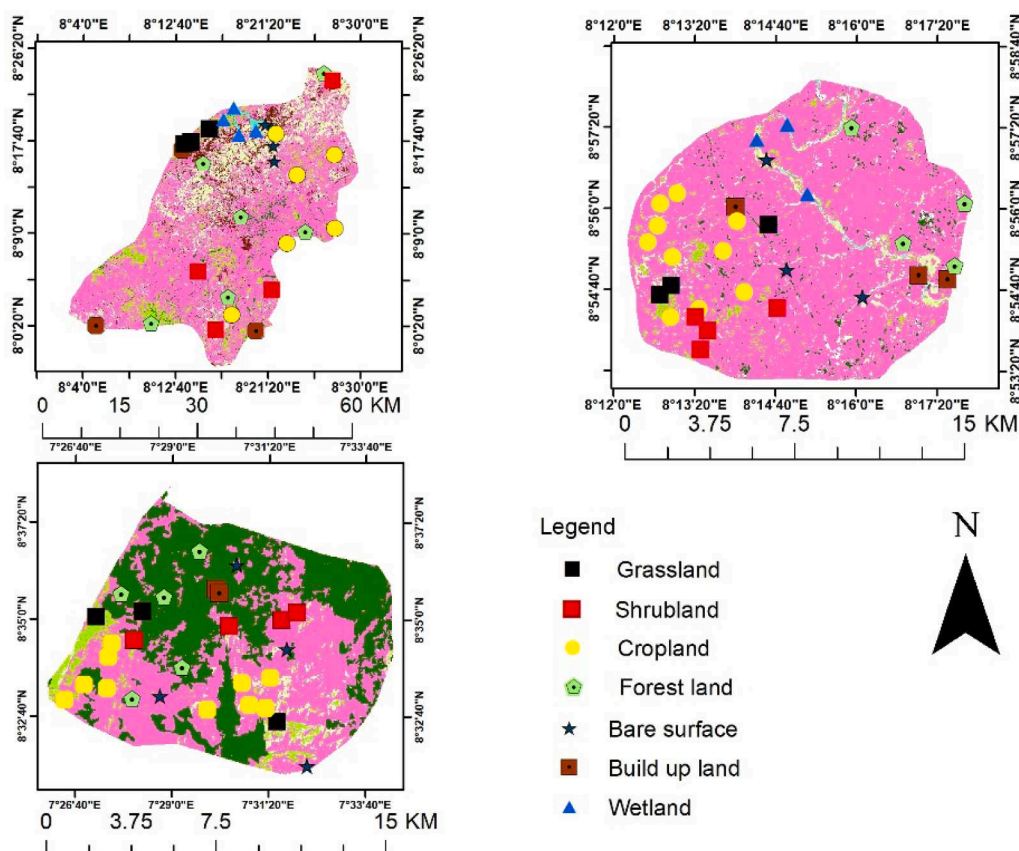 8°4'0"E 8°12'40"E 8°21'20"E 8°30'0"E
8°26'20"N 8°17'40"N 8°9'0"N 8°0'20"N
8°26'20"N 8°17'40"N 8°9'0"N 8°0'20"N
8°4'0"E 8°12'40"E 8°21'20"E 8°30'0"E
0 15 30 60 KM
8°12'0"E 8°13'20"E 8°14'40"E 8°16'0"E 8°17'20"E
8°57'20"N 8°56'0"N 8°54'40"N
8°58'40"N 8°57'20"N 8°56'0"N 8°54'40"N 8°53'20"N
8°12'0"E 8°13'20"E 8°14'40"E 8°16'0"E 8°17'20"E
0 3.75 7.5 15 KM
7°26'40"E 7°29'0"E 7°31'20"E 7°33'40"E
8°37'20"N 8°35'0"N 8°32'40"N
8°37'20"N 8°35'0"N 8°32'40"N
7°26'40"E 7°29'0"E 7°31'20"E 7°33'40"E
0 3.75 7.5 15 KM
Legend
Grassland
Shrubland
Cropland
Forest land
Bare surface
Build up land
Wetland
N